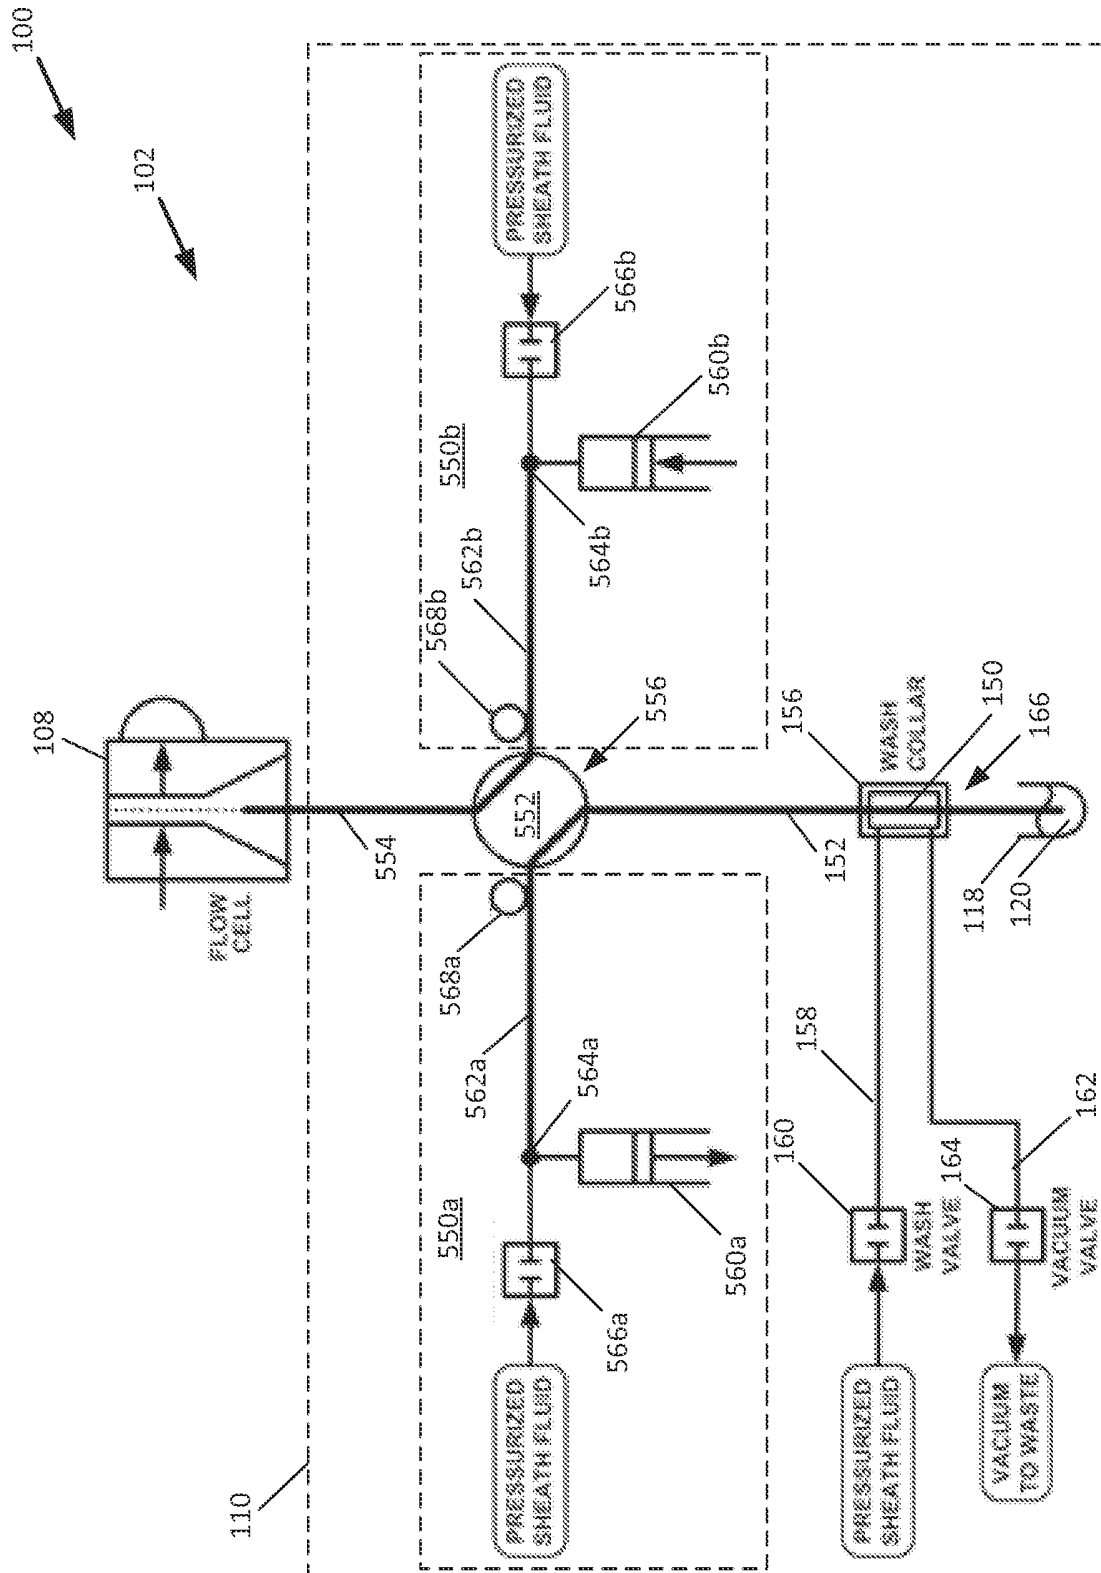 100
102
108
FLOW
CELL
554
110
PRESSURIZED
SHEATH FLUID
566b
550b
560b
564b
562b
568b
556
552
568a
562a
564a
550a
560a
566a
PRESSURIZED
SHEATH FLUID
152
156
WASH
COLLAR
150
166
118
120
158
160
WASH
VALVE
162
164
VACUUM
VALVE
PRESSURIZED
SHEATH FLUID
VACUUM
TO WASTE